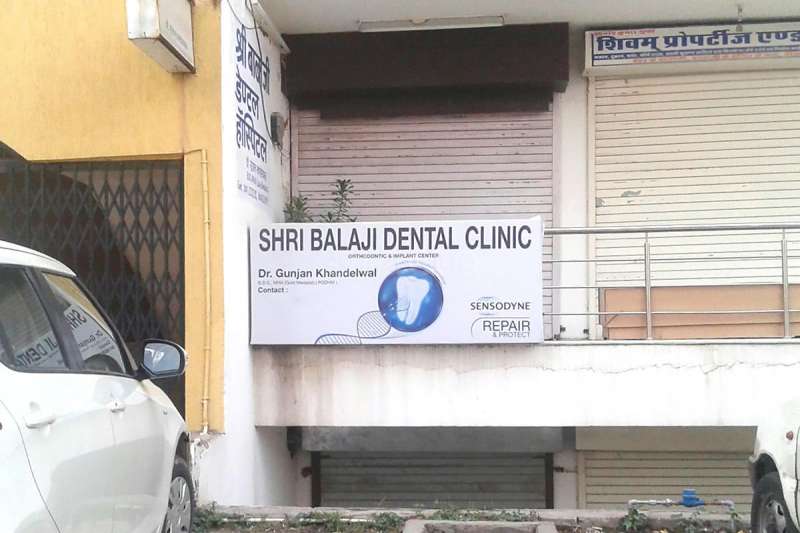 श्री बालाजी
डेण्टल
हॉस्पिटल
शिवम् प्रोपर्टीज एण्ड
SHRI BALAJI DENTAL CLINIC
ORTHODONTIC & IMPLANT CENTER
Dr. Gunjan Khandelwal
Contact :
SENSODYNE
REPAIR
& PROTECT